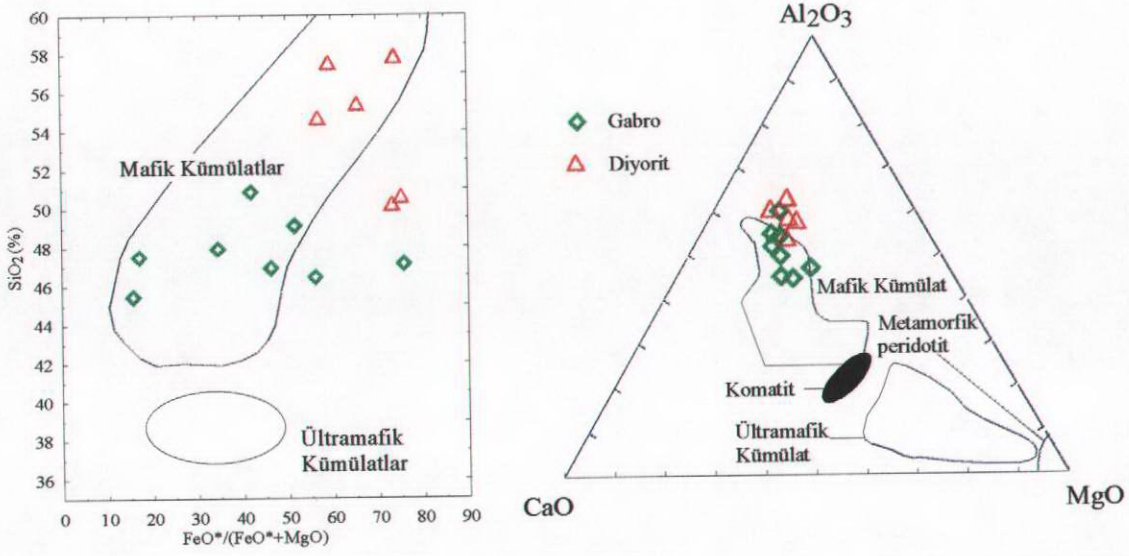 60
58
56
54
52
50
48
46
44
42
40
38
36
SiO2(%)
Mafik Kümülatlar
Ültramafik
Kümülatlar
0 10 20 30 40 50 60 70 80 90
FeO*/(FeO*+MgO)
Gabro
Diyorit
Al2O3
Mafik Kümülat
Metamorfik
peridotit
Komatit
Ültramafik
Kümülat
CaO
MgO